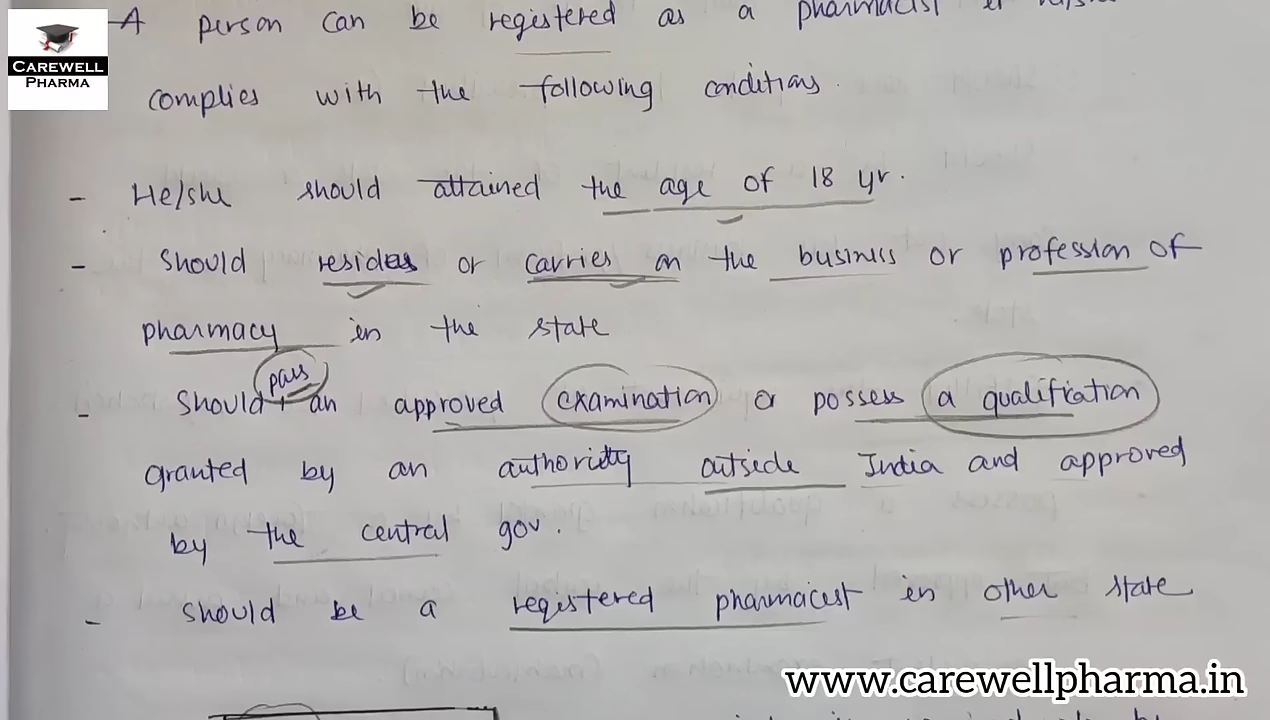 CAREWELL
PHARMA
A person can be registered as a pharmacist
complies with the following conditions.
- He/she should attained the age of 18 yr.
- Should resides or carries on the business or profession of
pharmacy in the state
pass
- Should an approved examination or possess a qualification
granted by an authority outside India and approved
by the central gov.
- should be a registered pharmacist in other state
www.carewellpharma.in